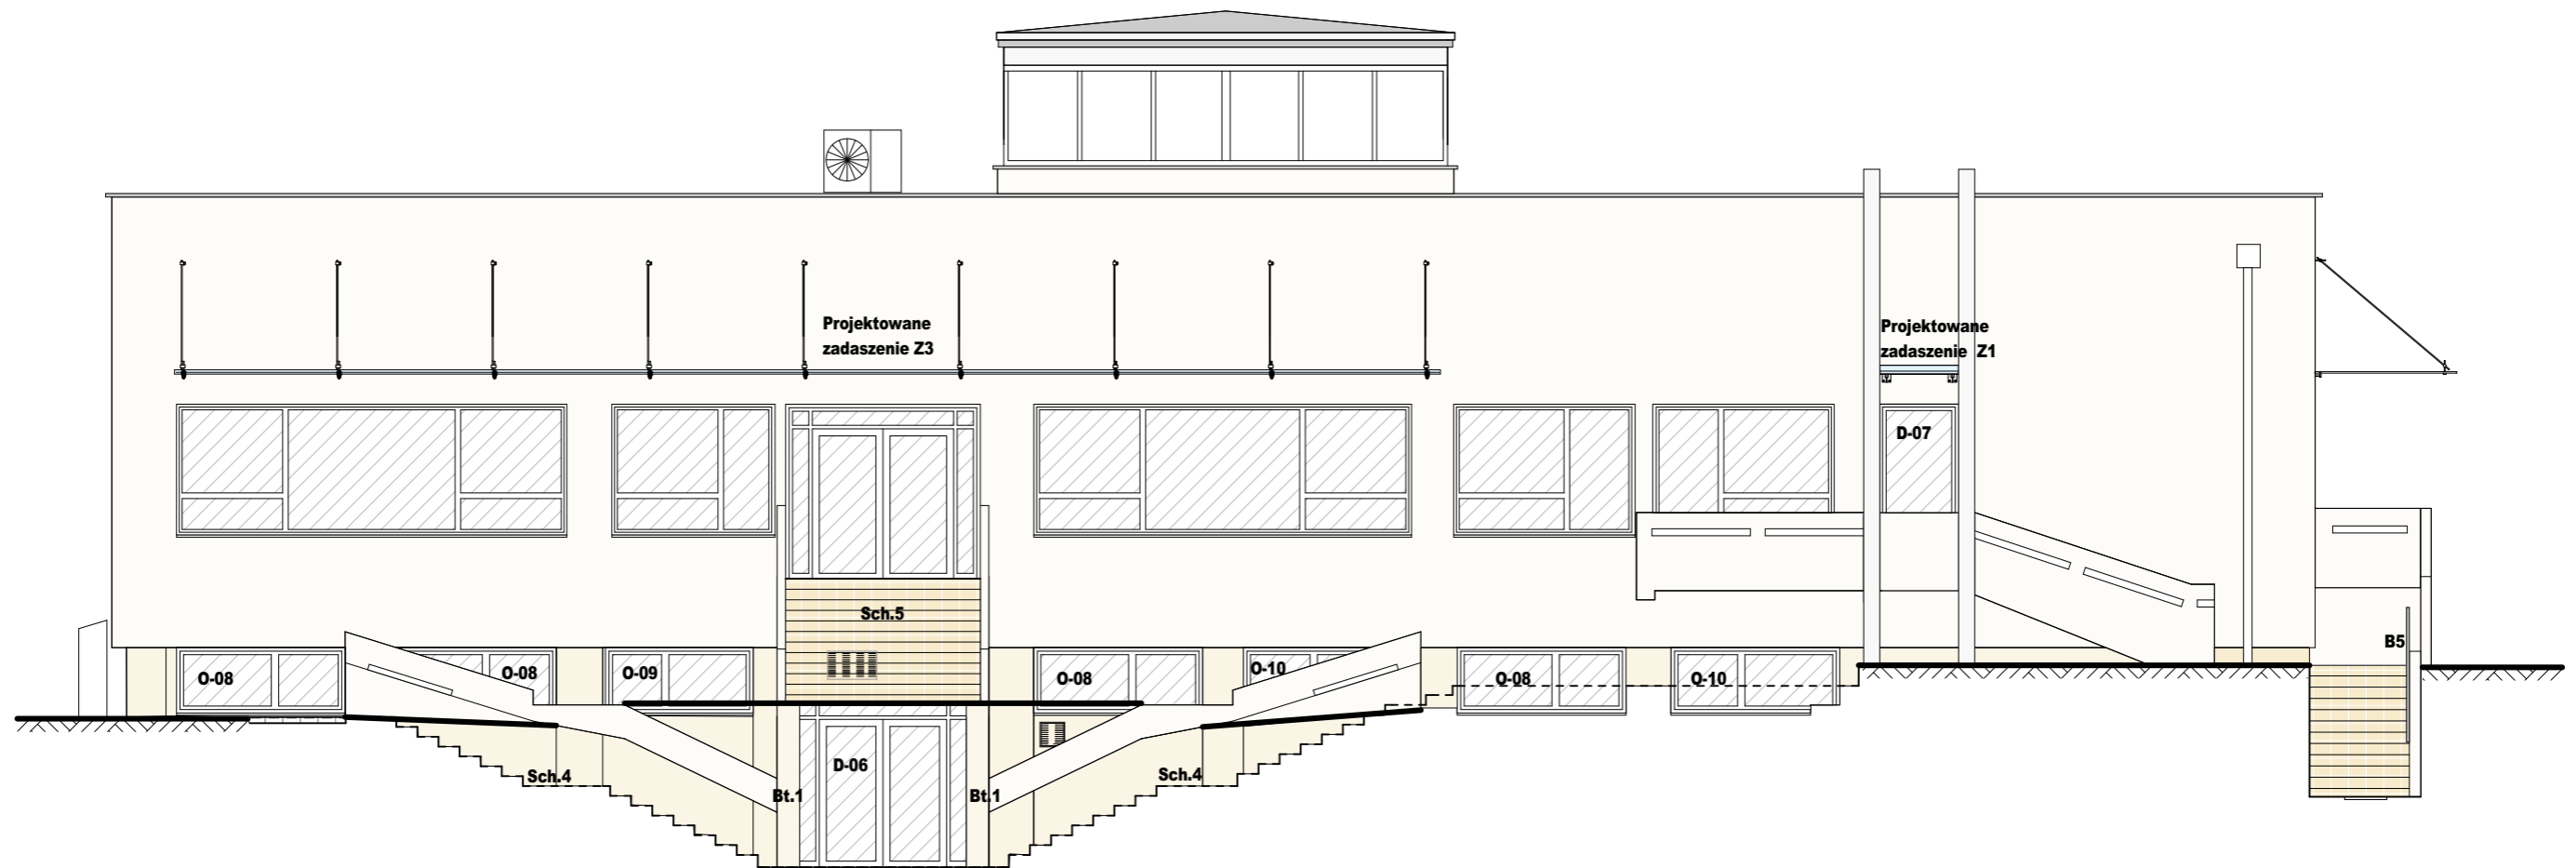 Projektowane
zadaszenie Z3
Projektowane
zadaszenie Z1
D-07
Sch.5
B5
O-08
O-08
O-09
O-08
O-10
O-08
O-10
D-06
Sch.4
Sch.4
Bt.1
Bt.1